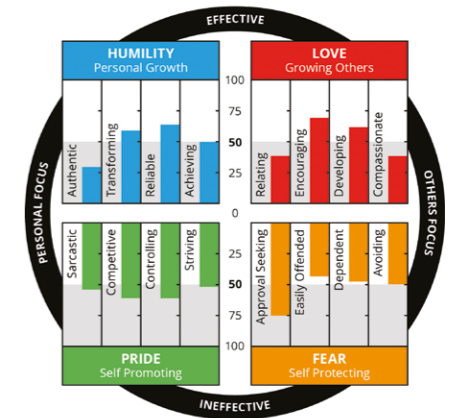 EFFECTIVE
HUMILITY
Personal Growth
LOVE
Growing Others
100
75
50
25
0
25
50
75
100
Authentic
Transforming
Reliable
Achieving
Relating
Encouraging
Developing
Compassionate
PERSONAL FOCUS
OTHERS FOCUS
Sarcastic
Competitive
Controlling
Striving
Approval Seeking
Easily Offended
Dependent
Avoiding
PRIDE
Self Promoting
FEAR
Self Protecting
INEFFECTIVE